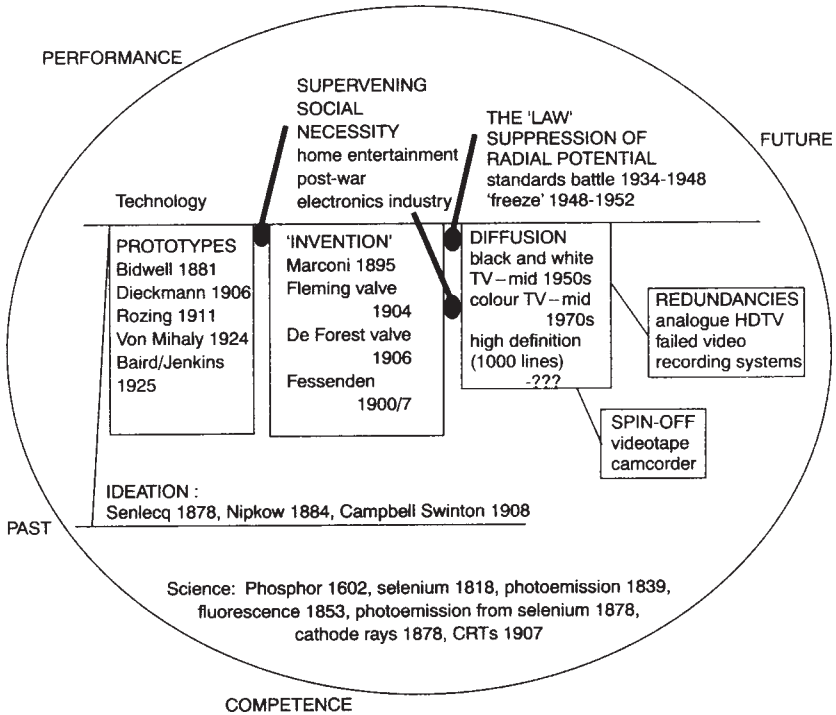 PERFORMANCE
SUPERVENING
SOCIAL
NECESSITY
home entertainment
post-war
electronics industry
THE 'LAW'
SUPPRESSION OF
RADIAL POTENTIAL
standards battle 1934-1948
'freeze' 1948-1952
FUTURE
Technology
PROTOTYPES
Bidwell 1881
Dieckmann 1906
Rozing 1911
Von Mihaly 1924
Baird/Jenkins
1925
'INVENTION'
Marconi 1895
Fleming valve
1904
De Forest valve
1906
Fessenden
1900/7
DIFFUSION
black and white
TV – mid 1950s
colour TV – mid
1970s
high definition
(1000 lines)
-???
REDUNDANCIES
analogue HDTV
failed video
recording systems
SPIN-OFF
videotape
camcorder
IDEATION :
Senlecq 1878, Nipkow 1884, Campbell Swinton 1908
PAST
Science: Phosphor 1602, selenium 1818, photoemission 1839,
fluorescence 1853, photoemission from selenium 1878,
cathode rays 1878, CRTs 1907
COMPETENCE